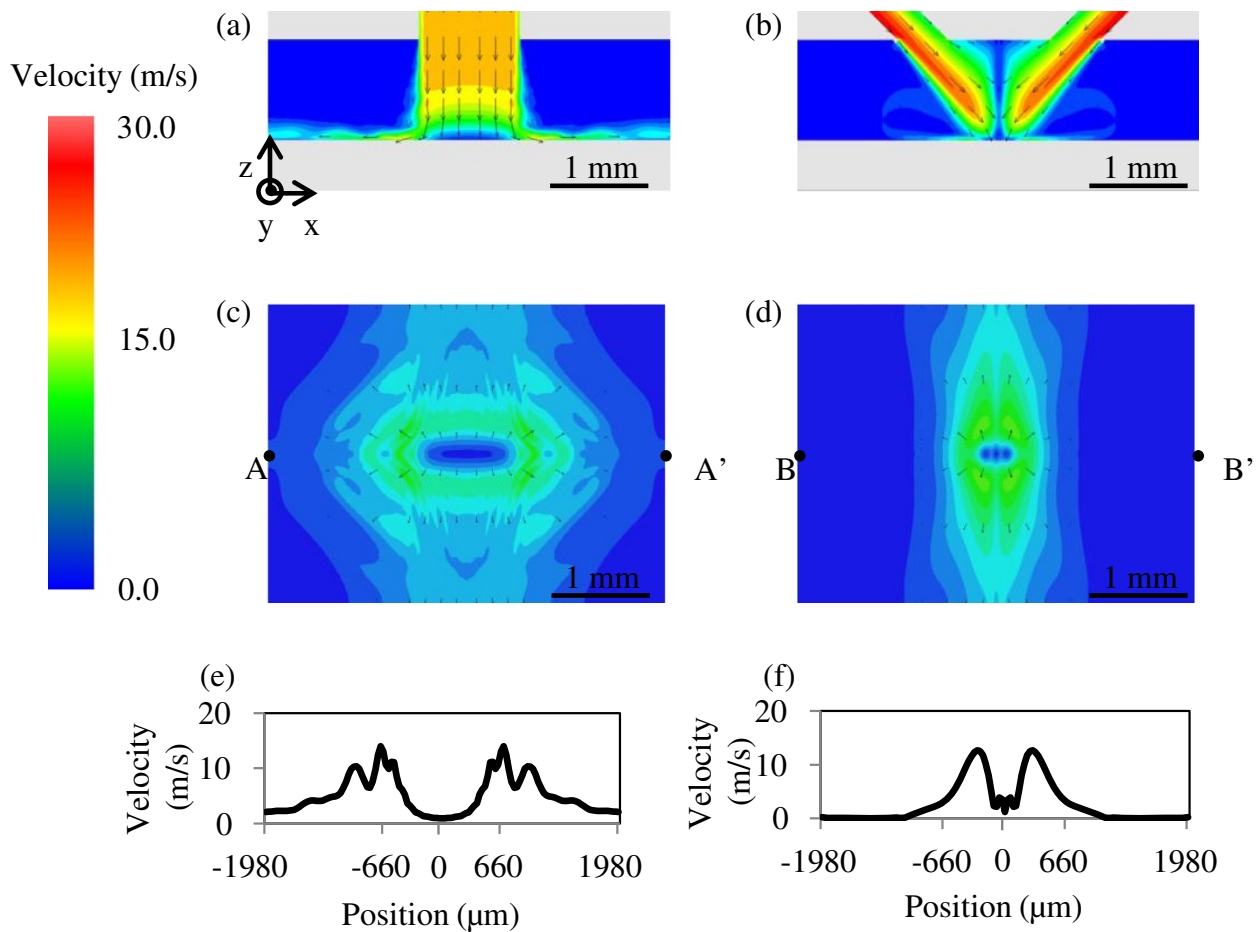 (a)
(b)
Velocity (m/s)
30.0
15.0
0.0
z
y
x
1 mm
1 mm
(c)
(d)
A
A’
B
B’
1 mm
1 mm
(e)
(f)
Velocity
(m/s)
20
10
0
-1980
-660
0
660
1980
Position (µm)
Velocity
(m/s)
20
10
0
-1980
-660
0
660
1980
Position (µm)